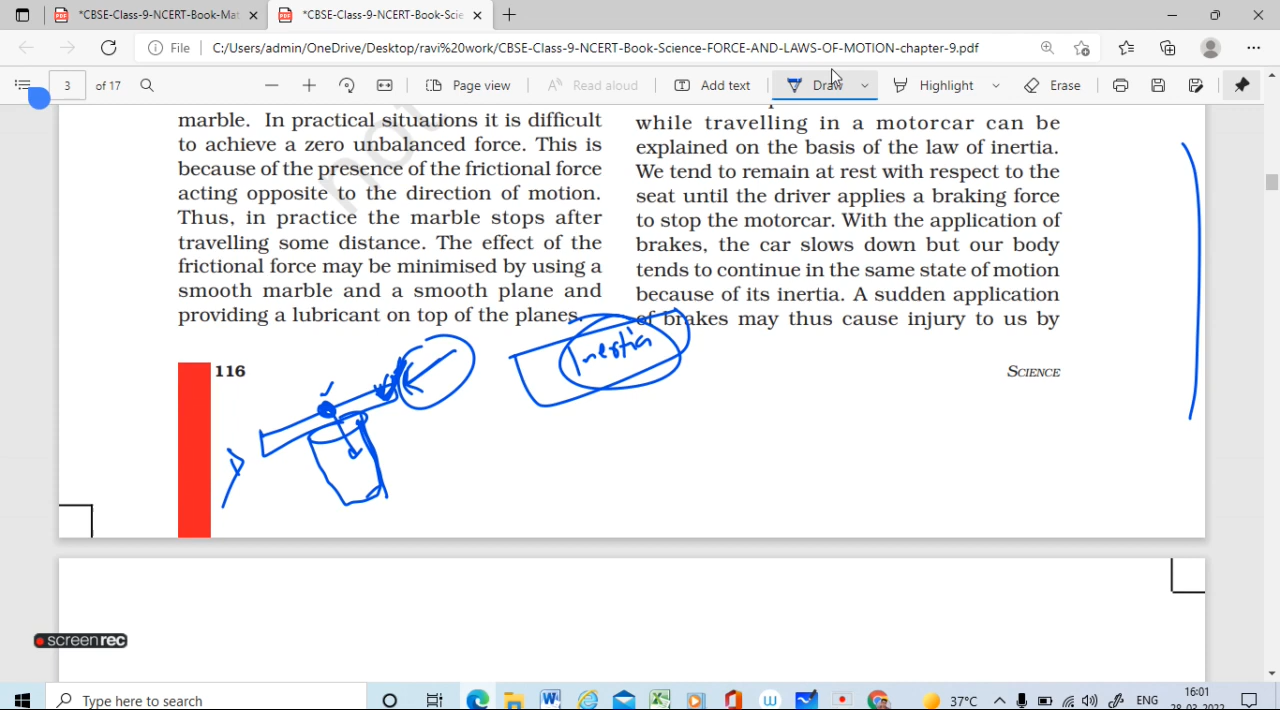 *CBSE-Class-9-NCERT-Book-Mat
*CBSE-Class-9-NCERT-Book-Scie
File
C:/Users/admin/OneDrive/Desktop/ravi%20work/CBSE-Class-9-NCERT-Book-Science-FORCE-AND-LAWS-OF-MOTION-chapter-9.pdf
3 of 17
Page view
Read aloud
Add text
Draw
Highlight
Erase
marble. In practical situations it is difficult
to achieve a zero unbalanced force. This is
because of the presence of the frictional force
acting opposite to the direction of motion.
Thus, in practice the marble stops after
travelling some distance. The effect of the
frictional force may be minimised by using a
smooth marble and a smooth plane and
providing a lubricant on top of the planes.
not
while travelling in a motorcar can be
explained on the basis of the law of inertia.
We tend to remain at rest with respect to the
seat until the driver applies a braking force
to stop the motorcar. With the application of
brakes, the car slows down but our body
tends to continue in the same state of motion
because of its inertia. A sudden application
of brakes may thus cause injury to us by
Inertia
116
SCIENCE
screenrec
Type here to search
37°C
ENG
16:01
28-03-2022